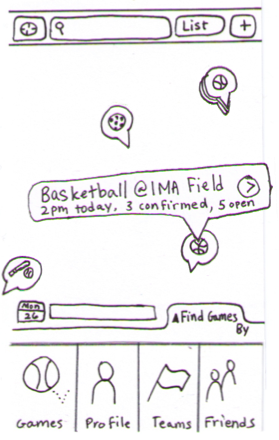 List +
Basketball @ IMA Field >
2pm today, 3 confirmed, 5 open
Mon
26
▲Find Games
By
Games Profile Teams Friends